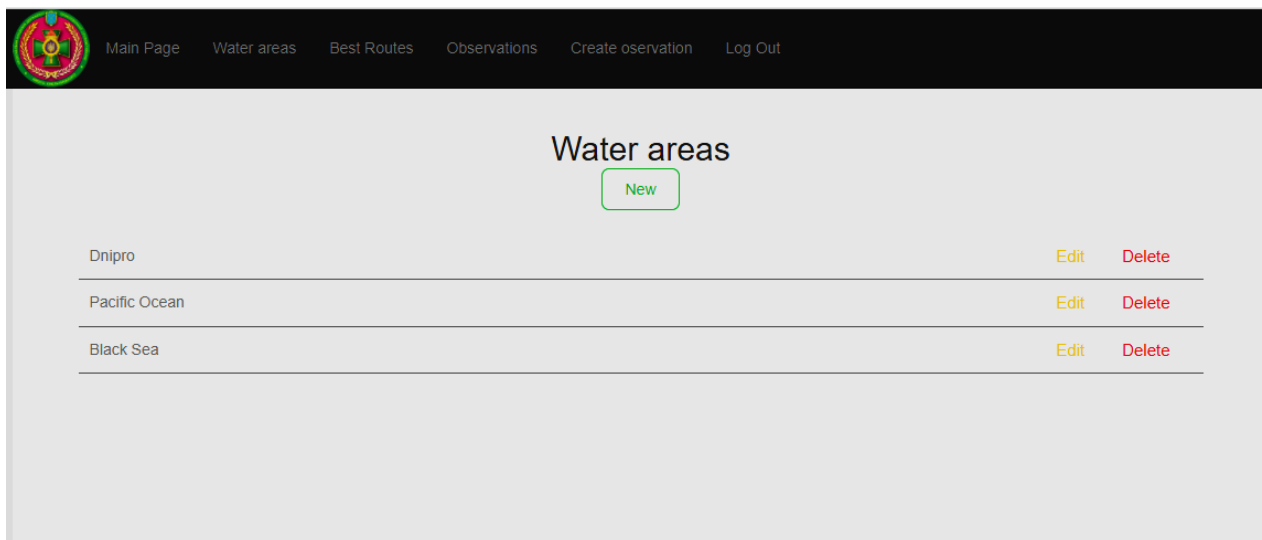 Main Page Water areas Best Routes Observations Create oservation Log Out
Water areas
New
Dnipro Edit Delete
Pacific Ocean Edit Delete
Black Sea Edit Delete